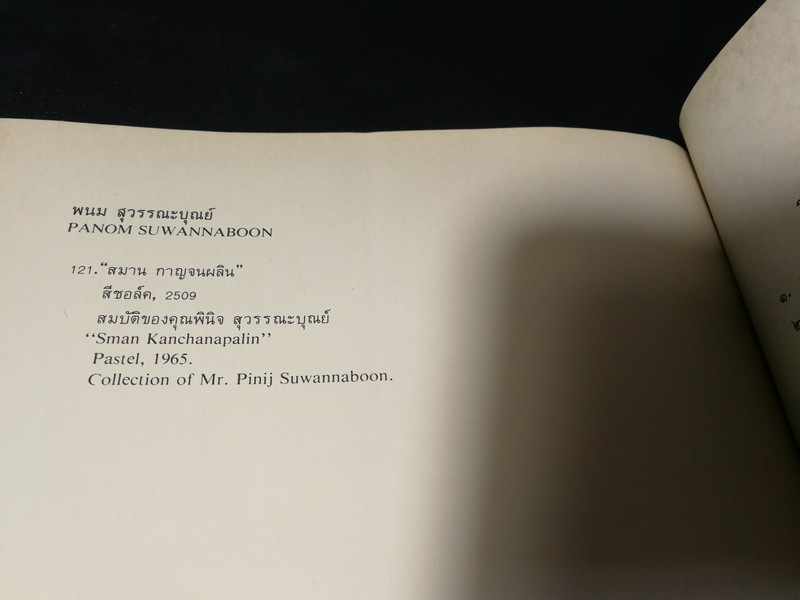 พนม สุวรรณะบุณย์
PANOM SUWANNABOON
121. "สมาน กาญจนผลิน"
สีชอล์ค, 2509
สมบัติของคุณพินิจ สุวรรณะบุณย์
"Sman Kanchanapalin"
Pastel, 1965.
Collection of Mr. Pinij Suwannaboon.
๑.
๒